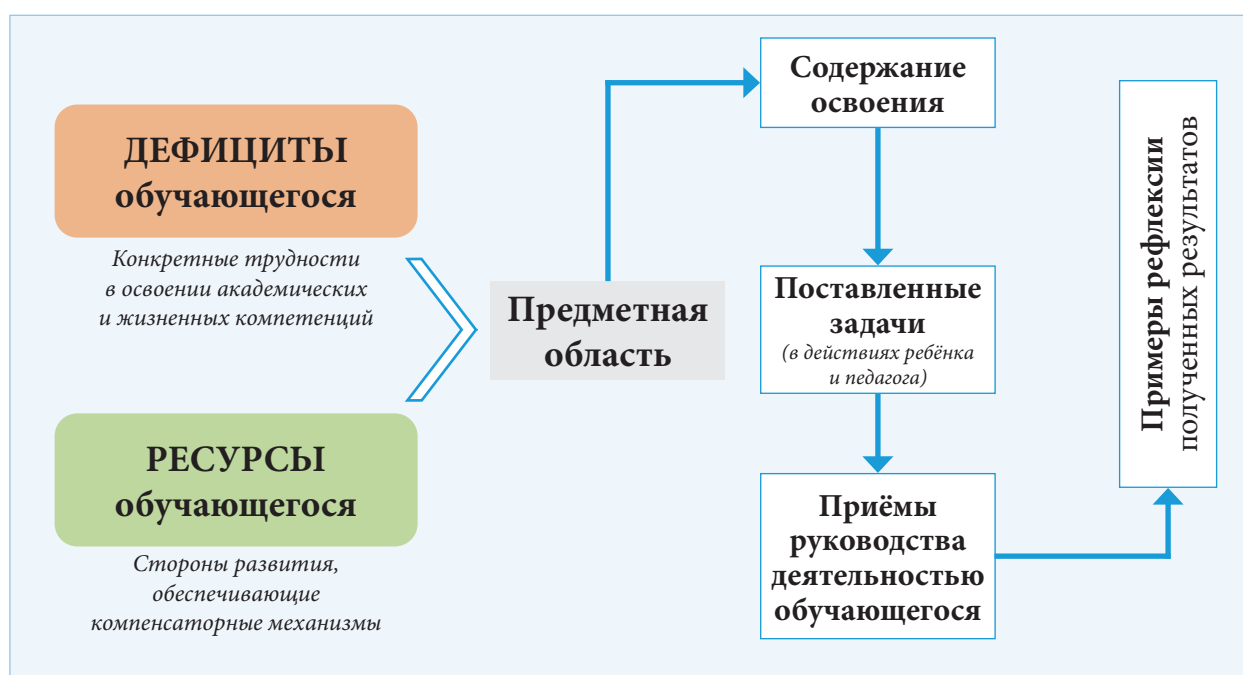 ДЕФИЦИТЫ
обучающегося
Конкретные трудности
в освоении академических
и жизненных компетенций
РЕСУРСЫ
обучающегося
Стороны развития,
обеспечивающие
компенсаторные механизмы
Предметная
область
Содержание
освоения
Поставленные
задачи
(в действиях ребёнка
и педагога)
Приёмы
руководства
деятельностью
обучающегося
Примеры рефлексии
полученных результатов